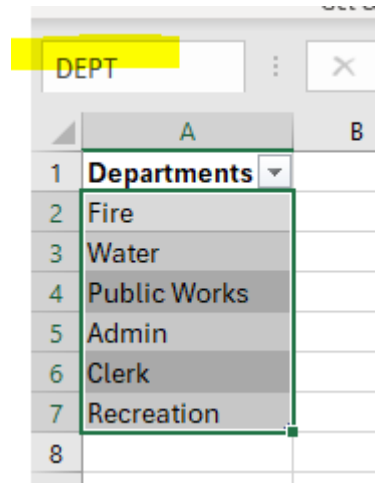 DEPT
A B
1 Departments
2 Fire
3 Water
4 Public Works
5 Admin
6 Clerk
7 Recreation
8